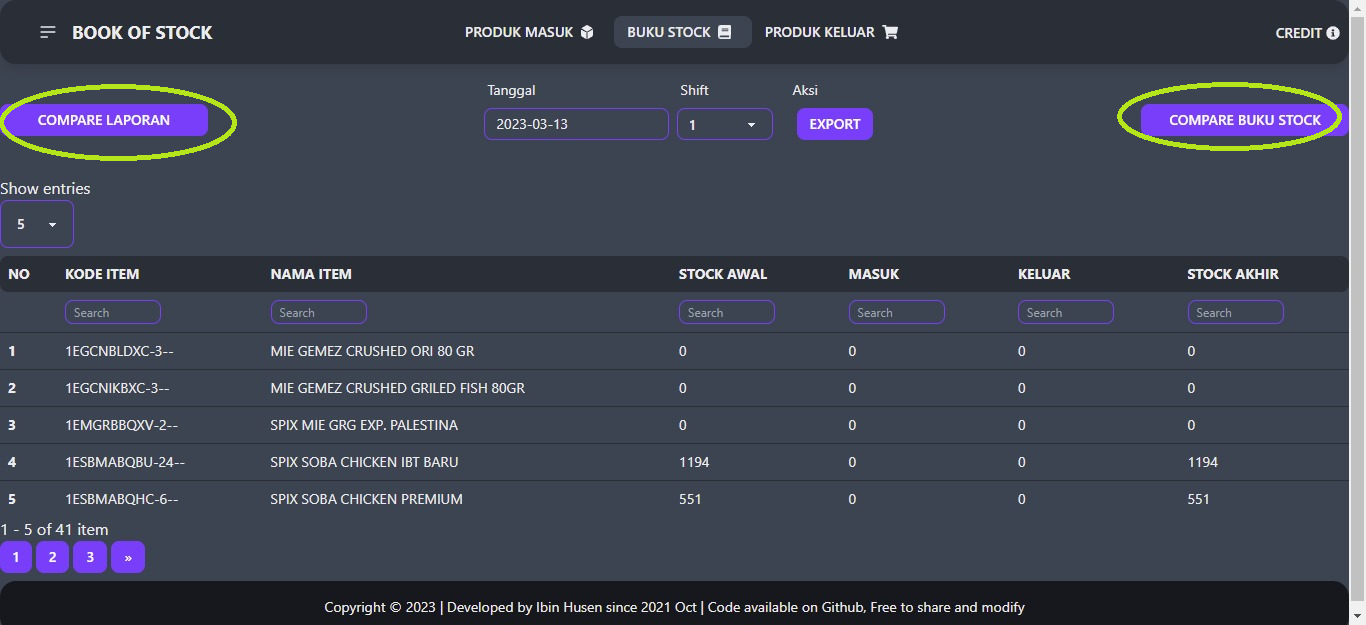 BOOK OF STOCK PRODUK MASUK BUKU STOCK PRODUK KELUAR CREDIT
Tanggal Shift Aksi
COMPARE LAPORAN 2023-03-13 1 EXPORT COMPARE BUKU STOCK
Show entries
5
NO KODE ITEM NAMA ITEM STOCK AWAL MASUK KELUAR STOCK AKHIR
Search Search Search Search Search Search
1 1EGCNBLDXC-3-- MIE GEMEZ CRUSHED ORI 80 GR 0 0 0 0
2 1EGCNIKBXC-3-- MIE GEMEZ CRUSHED GRILED FISH 80GR 0 0 0 0
3 1EMGRBBQXV-2-- SPIX MIE GRG EXP. PALESTINA 0 0 0 0
4 1ESBMABQBU-24-- SPIX SOBA CHICKEN IBT BARU 1194 0 0 1194
5 1ESBMABQHC-6-- SPIX SOBA CHICKEN PREMIUM 551 0 0 551
1 - 5 of 41 item
1 2 3 »
Copyright © 2023 | Developed by Ibin Husen since 2021 Oct | Code available on Github, Free to share and modify